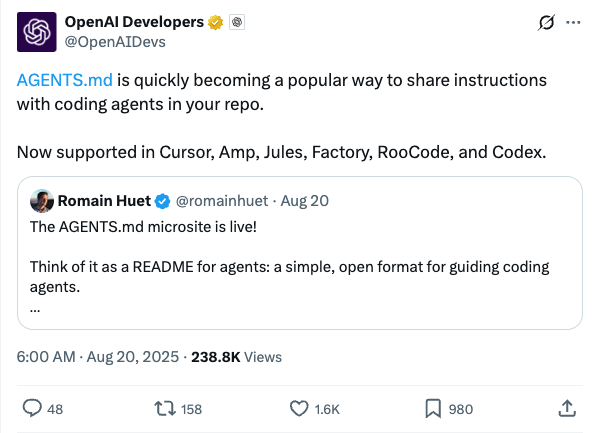 OpenAI Developers
@OpenAIDevs
AGENTS.md is quickly becoming a popular way to share instructions
with coding agents in your repo.
Now supported in Cursor, Amp, Jules, Factory, RooCode, and Codex.
Romain Huet @romainhuet · Aug 20
The AGENTS.md microsite is live!
Think of it as a README for agents: a simple, open format for guiding coding
agents.
...
6:00 AM · Aug 20, 2025 · 238.8K Views
48 158 1.6K 980